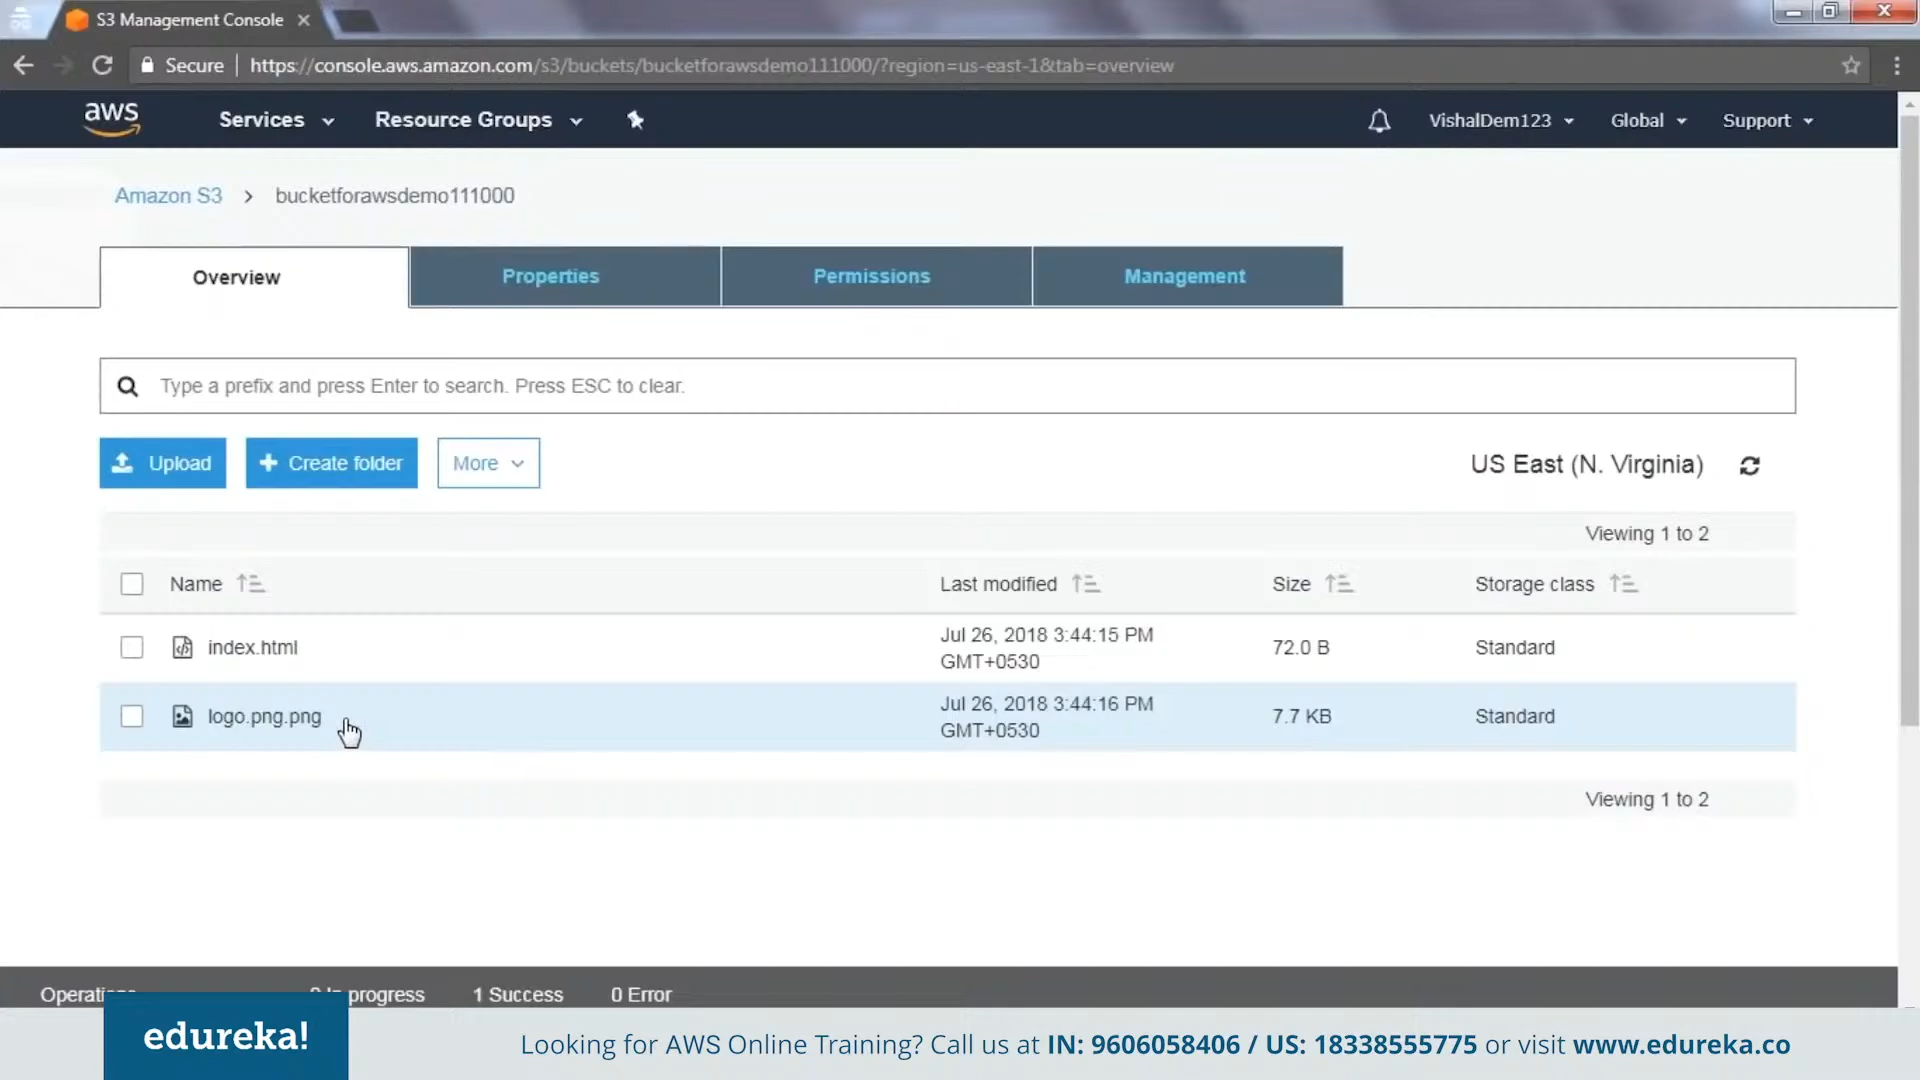 S3 Management Console
Secure https://console.aws.amazon.com/s3/buckets/bucketforawsdemo111000/?region=us-east-1&tab=overview
aws Services Resource Groups VishalDem123 Global Support
Amazon S3 > bucketforawsdemo111000
Overview Properties Permissions Management
Type a prefix and press Enter to search. Press ESC to clear.
Upload Create folder More US East (N. Virginia)
Viewing 1 to 2
Name Last modified Size Storage class
index.html Jul 26, 2018 3:44:15 PM GMT+0530 72.0 B Standard
logo.png.png Jul 26, 2018 3:44:16 PM GMT+0530 7.7 KB Standard
Viewing 1 to 2
progress 1 Success 0 Error
edureka!
Looking for AWS Online Training? Call us at IN: 9606058406 / US: 18338555775 or visit www.edureka.co